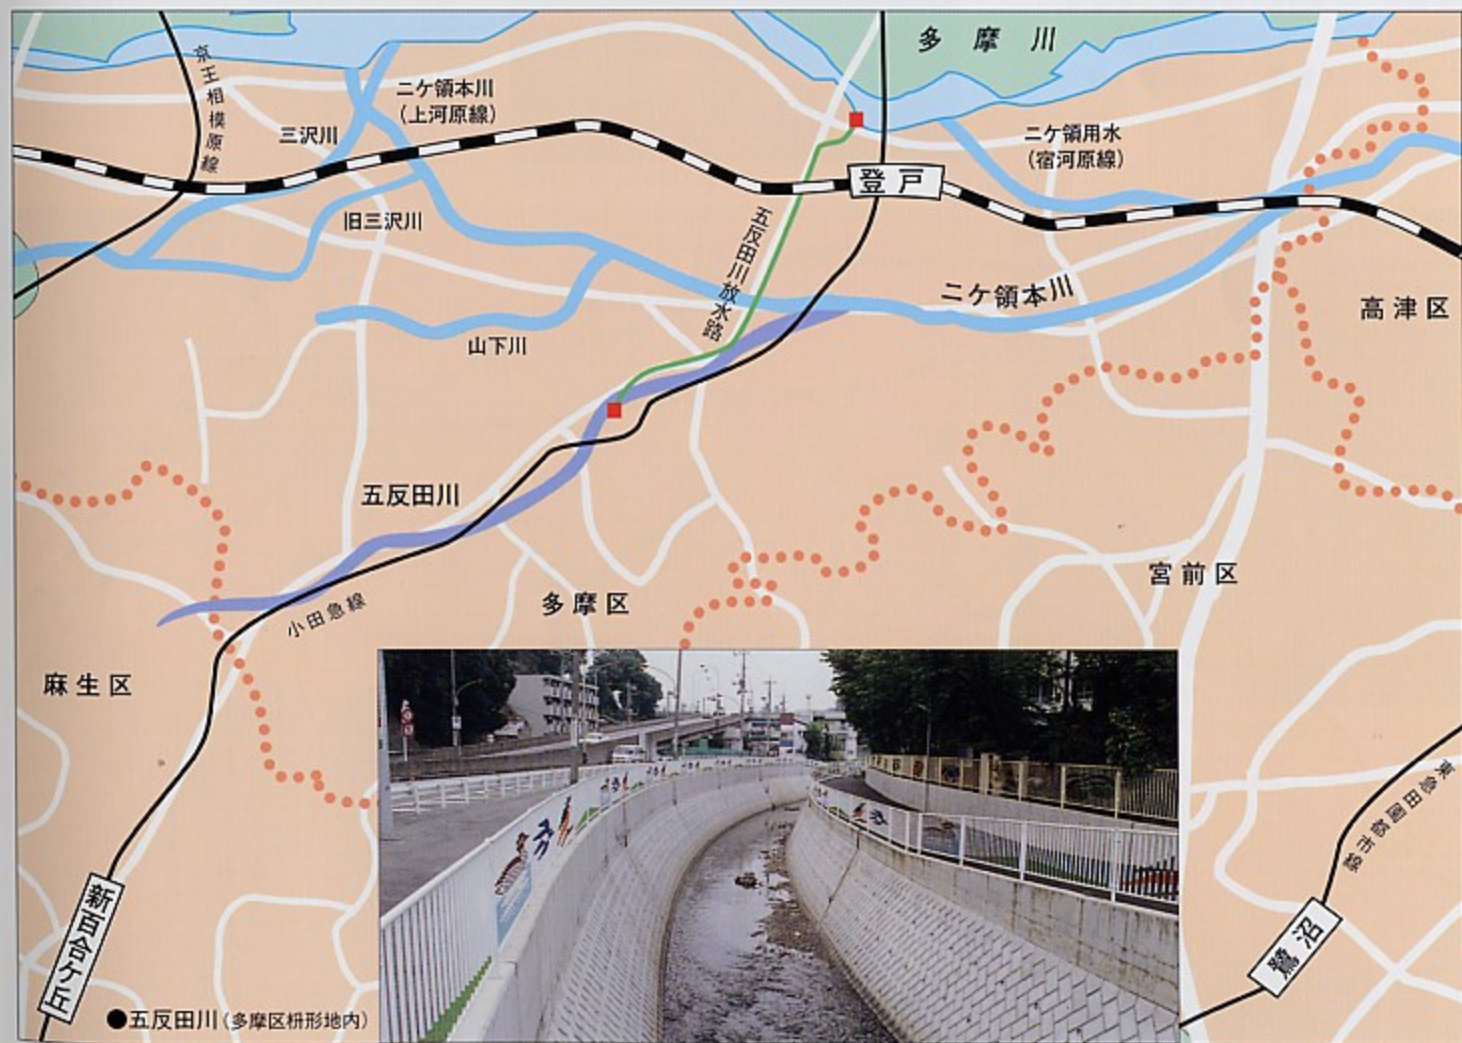 多摩川
京王相模原線
二ケ領本川
(上河原線)
三沢川
二ケ領用水
(宿河原線)
登戸
旧三沢川
五反田川放水路
二ケ領本川
高津区
山下川
五反田川
宮前区
小田急線
多摩区
麻生区
東急田園都市線
新百合ケ丘
鷺沼
●五反田川(多摩区枡形地内)